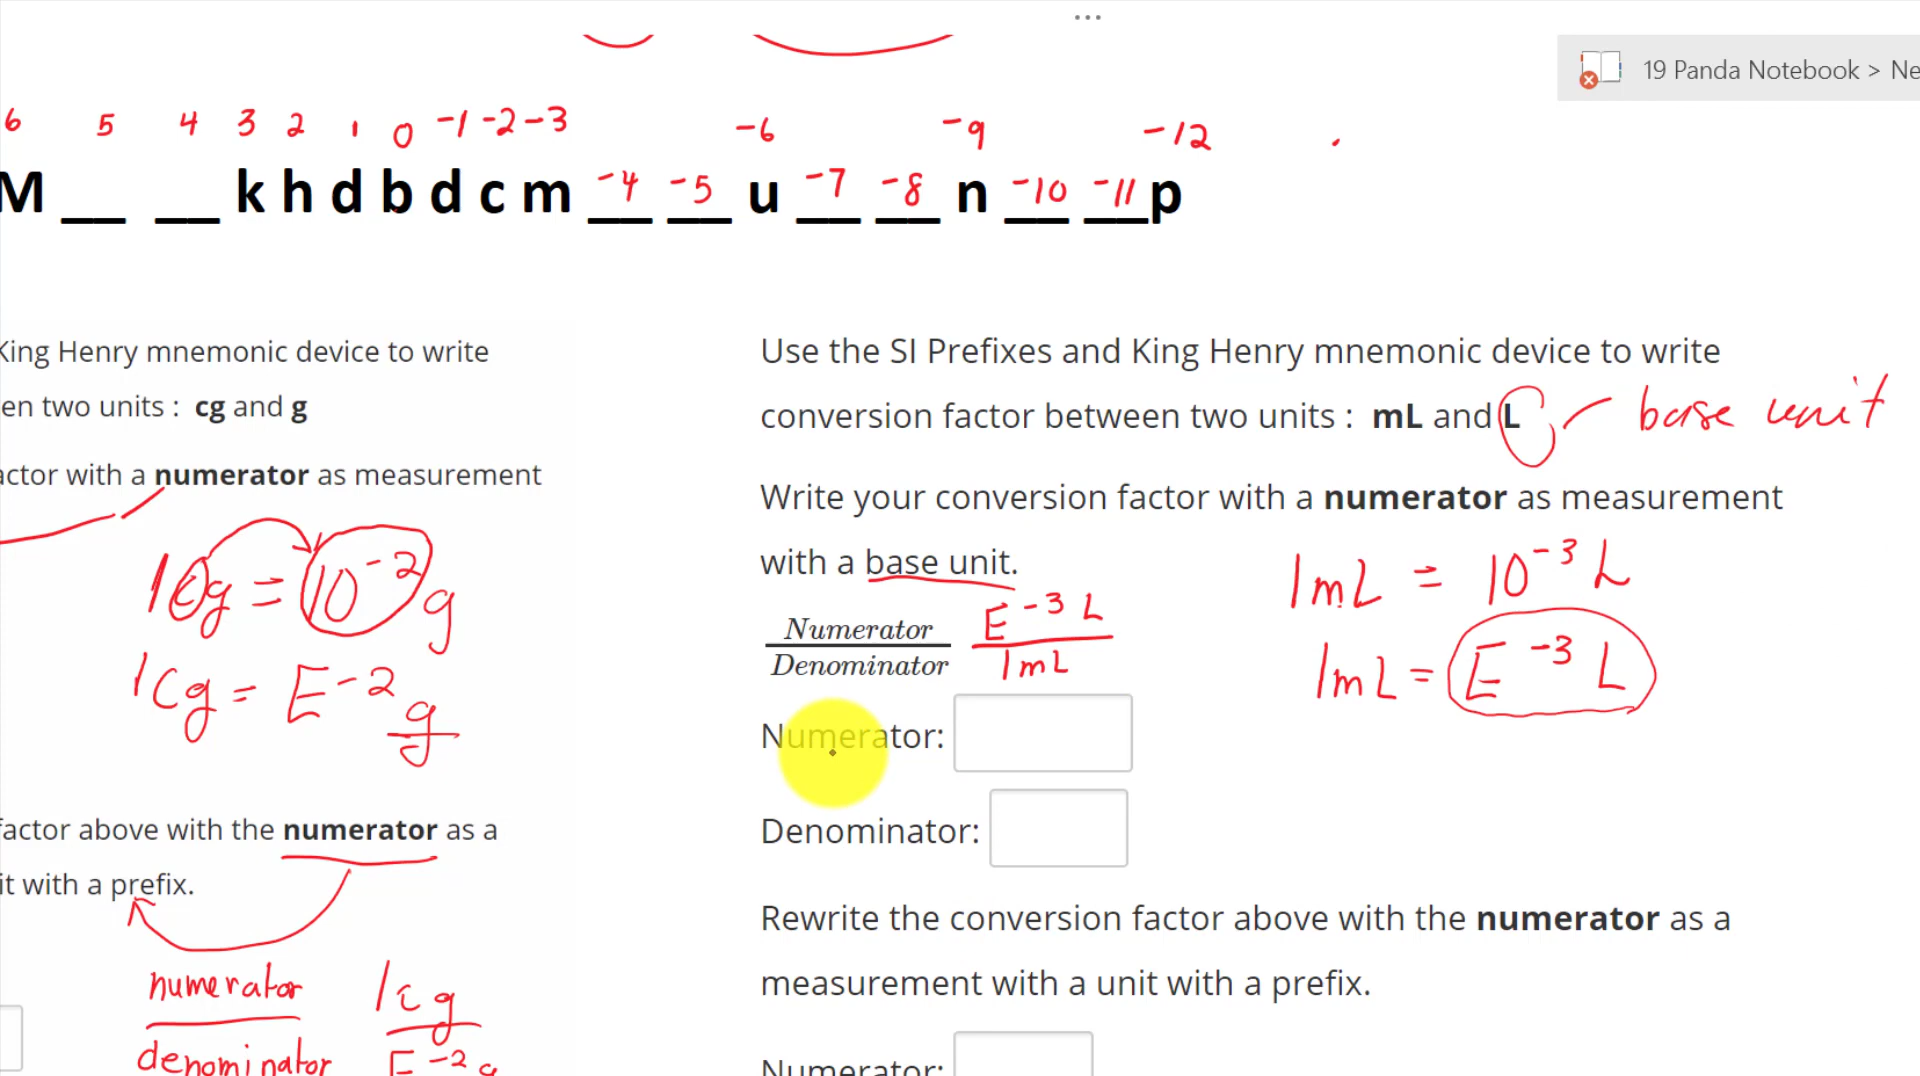 19 Panda Notebook > Ne
6 5 4 3 2 1 0 -1 -2 -3 -6 -9 -12
M __ __ k h d b d c m -4 -5 u -7 -8 n -10 -11 p
King Henry mnemonic device to write
en two units : cg and g
actor with a numerator as measurement
1cg = 10⁻² g
1cg = E⁻² g
factor above with the numerator as a
it with a prefix.
numerator
denominator
1cg
E⁻² g
Use the SI Prefixes and King Henry mnemonic device to write
conversion factor between two units : mL and L
base unit
Write your conversion factor with a numerator as measurement
with a base unit.
1mL = 10⁻³ L
1mL = E⁻³ L
Numerator
Denominator
E⁻³ L
1mL
Numerator:
Denominator:
Rewrite the conversion factor above with the numerator as a
measurement with a unit with a prefix.
Numerator: